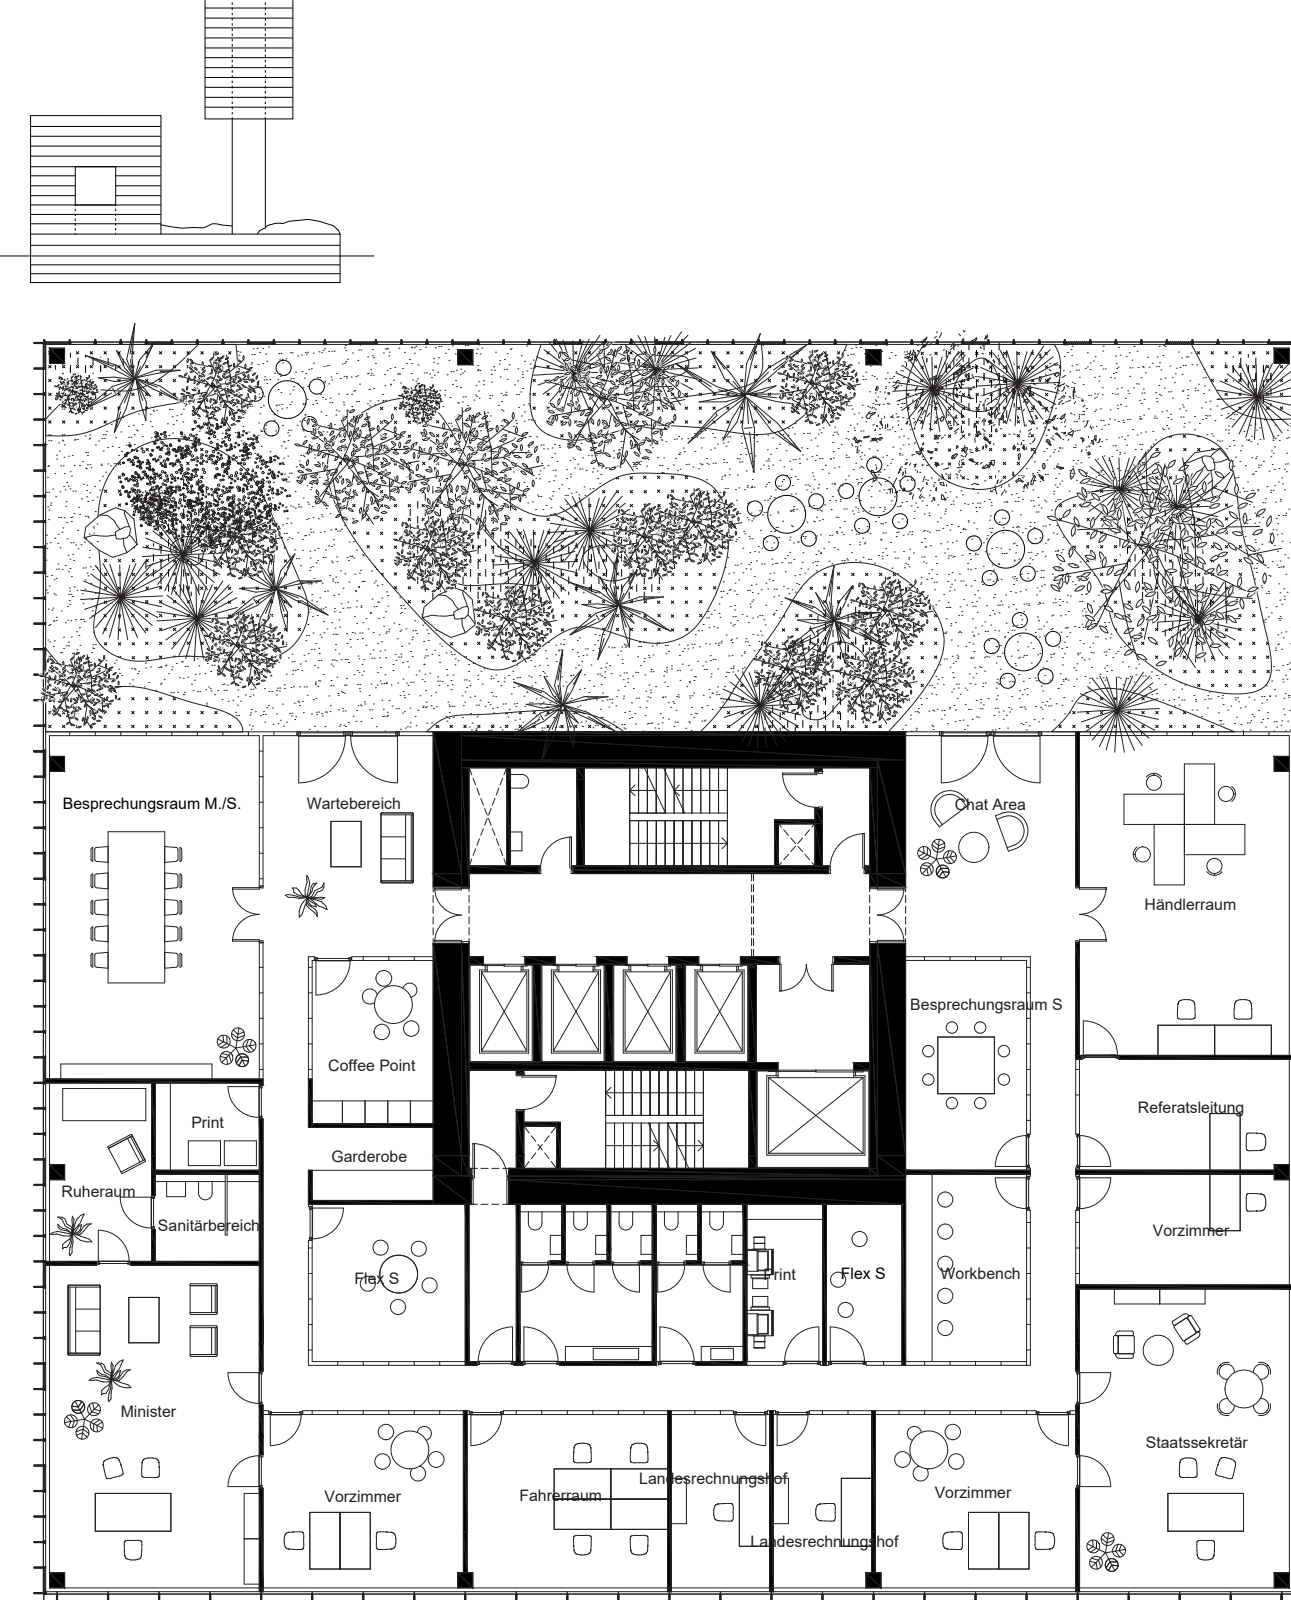 Besprechungsraum M./S.
Wartebereich
Chat Area
Händlerraum
Besprechungsraum S
Coffee Point
Referatsleitung
Print
Garderobe
Ruheraum
Sanitärbereich
Vorzimmer
Flex S
Print
Flex S
Workbench
Minister
Staatssekretär
Landesrechnungshof
Vorzimmer
Fahrerraum
Vorzimmer
Landesrechnungshof